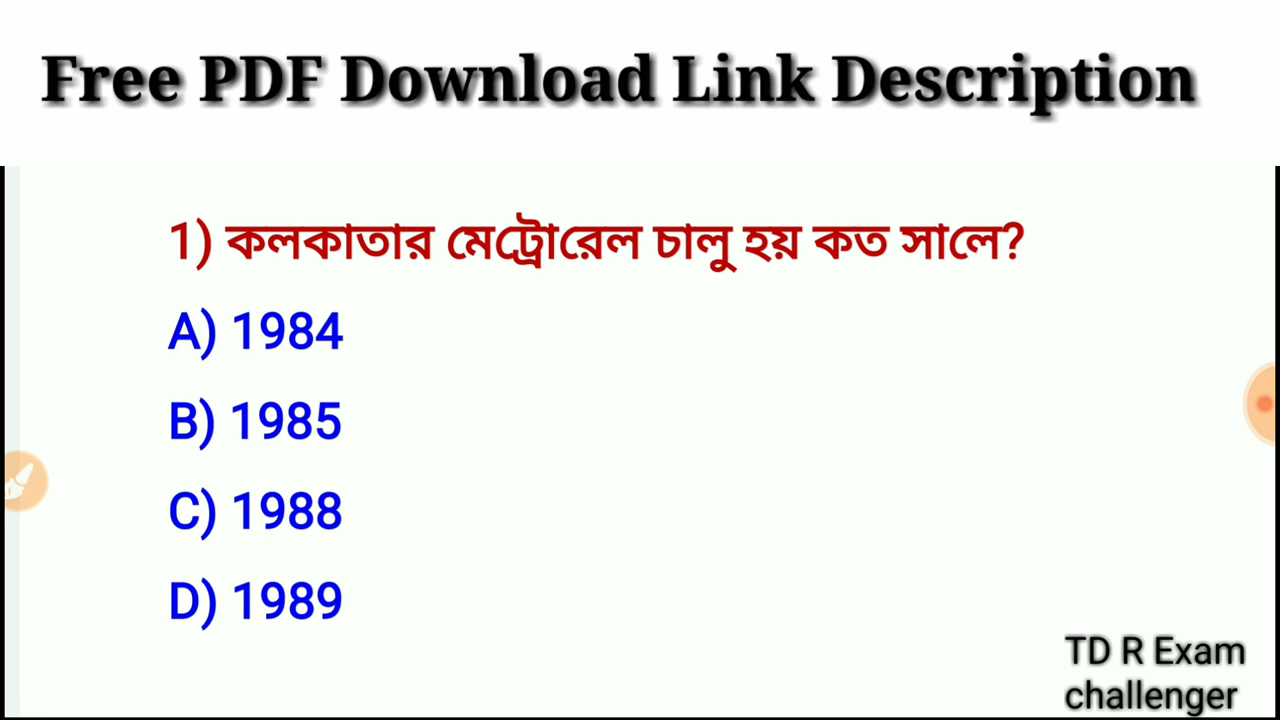 Free PDF Download Link Description
1) কলকাতার মেট্রোরেল চালু হয় কত সালে?
A) 1984
B) 1985
C) 1988
D) 1989
TD R Exam
challenger